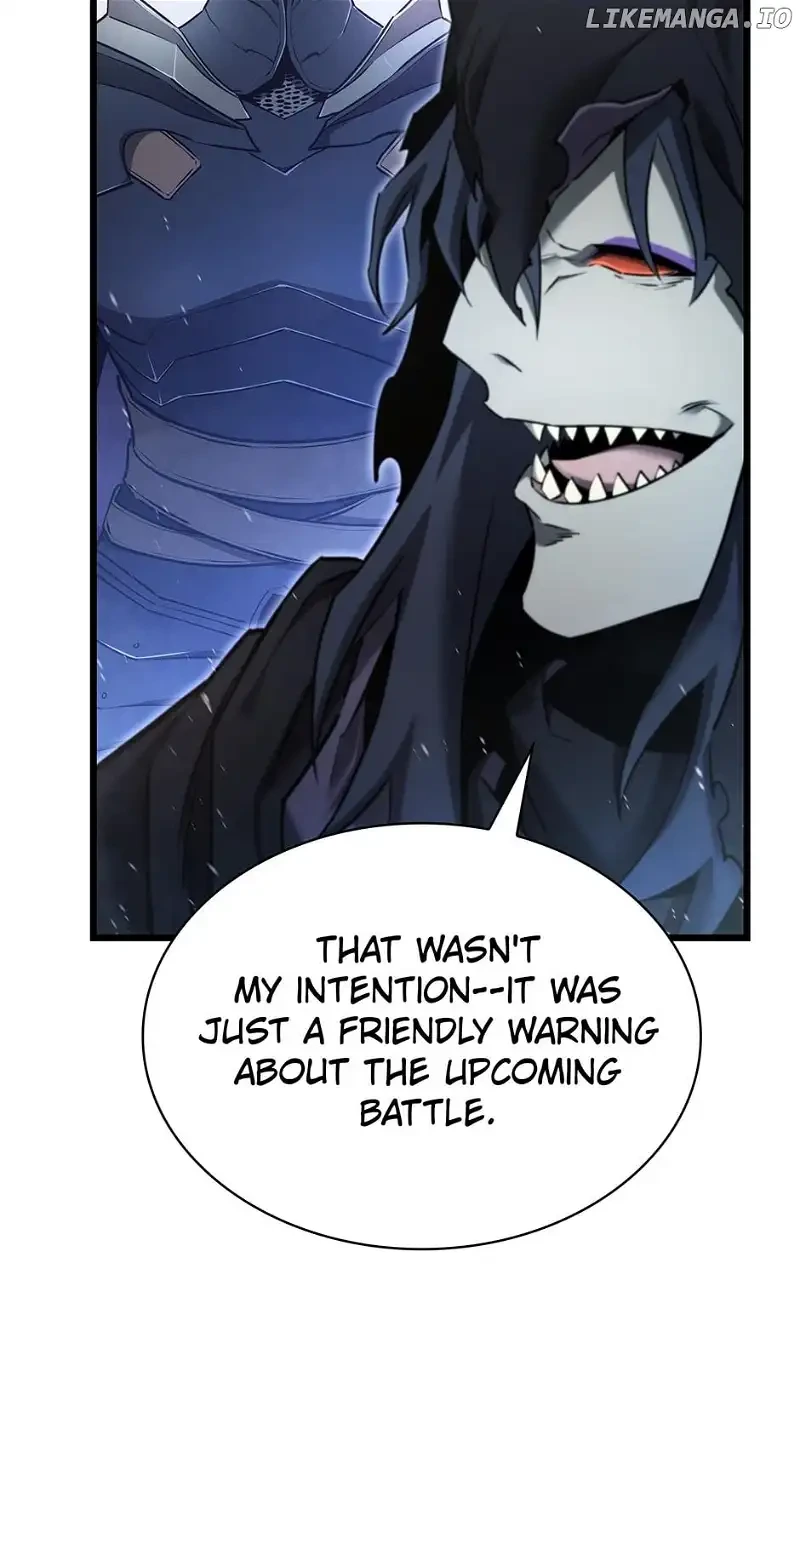 LIKEMANGA.IO
THAT WASN'T
MY INTENTION--IT WAS
JUST A FRIENDLY WARNING
ABOUT THE UPCOMING
BATTLE.